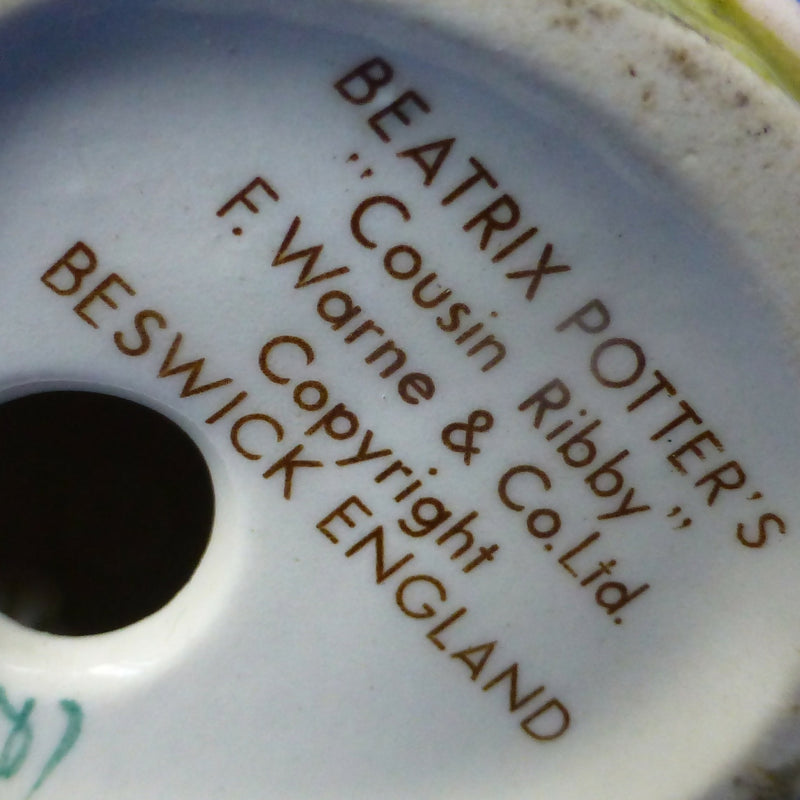 BEATRIX POTTER'S
"Cousin Ribby"
F. Warne & Co.Ltd.
Copyright
BESWICK ENGLAND